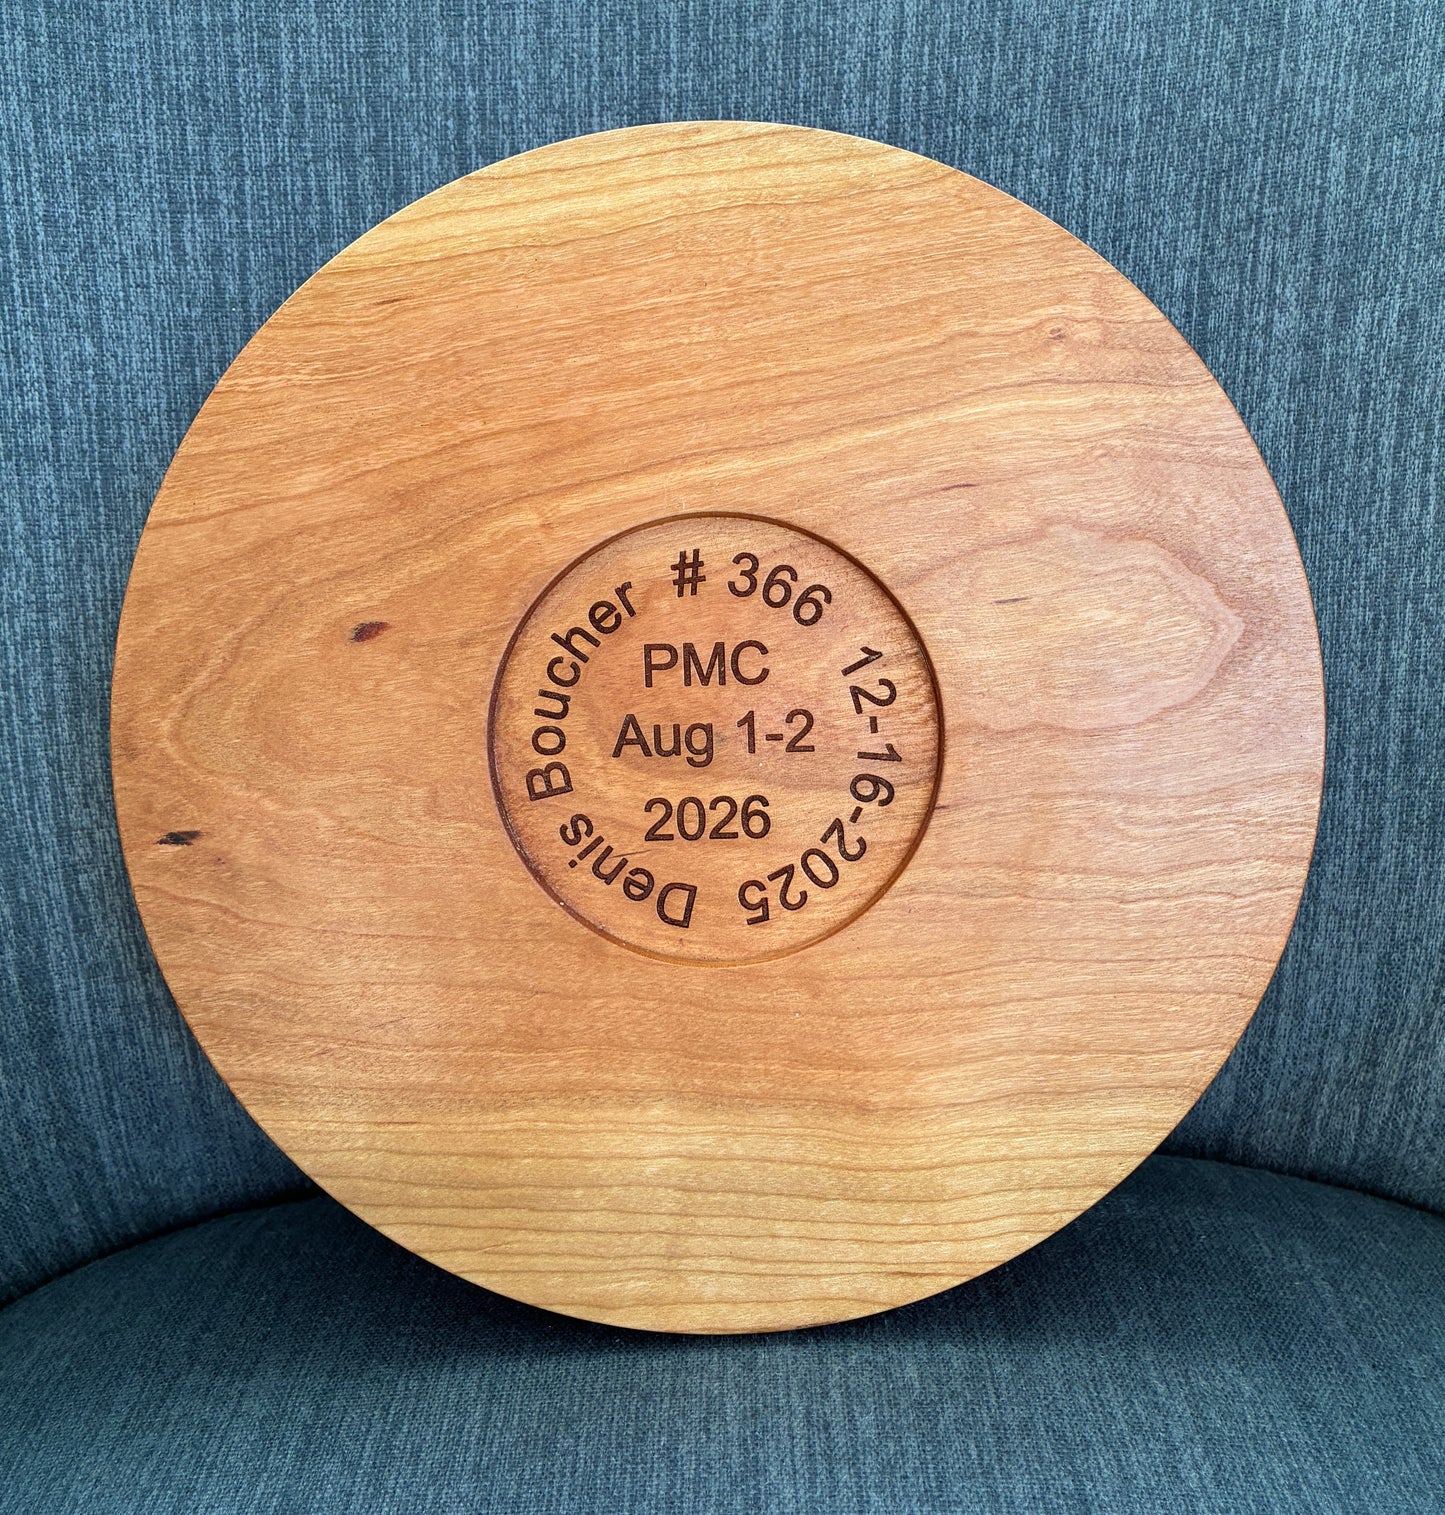 Denis Boucher # 366 12-16-2025
PMC
Aug 1-2
2026